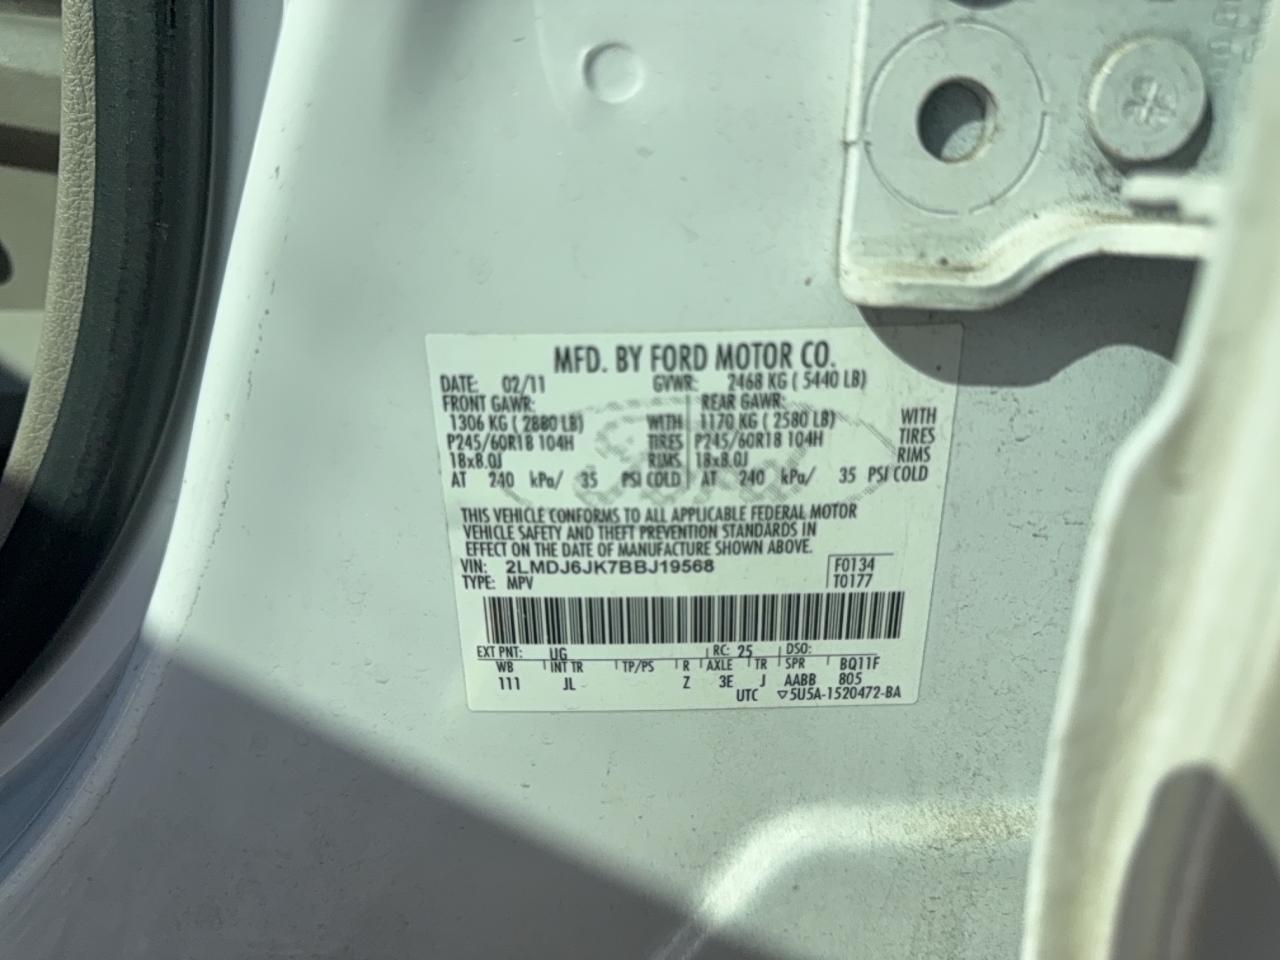 MFD. BY FORD MOTOR CO.
DATE: 02/11 GVWR: 2468 KG ( 5440 LB)
FRONT GAWR: REAR GAWR:
1306 KG ( 2880 LB) WITH 1170 KG ( 2580 LB) WITH
P245/60R18 104H TIRES P245/60R18 104H TIRES
18x8.0J RIMS 18x8.0J RIMS
AT 240 kPa/ 35 PSI COLD AT 240 kPa/ 35 PSI COLD
THIS VEHICLE CONFORMS TO ALL APPLICABLE FEDERAL MOTOR
VEHICLE SAFETY AND THEFT PREVENTION STANDARDS IN
EFFECT ON THE DATE OF MANUFACTURE SHOWN ABOVE.
VIN: 2LMDJ6JK7BBJ19568 F0134
TYPE: MPV T0177
EXT PNT: UG RC: 25 DSO:
WB INT TR TP/PS R AXLE TR SPR BQ11F
111 JL Z 3E J AABB 805
UTC ▽5U5A-1520472-BA